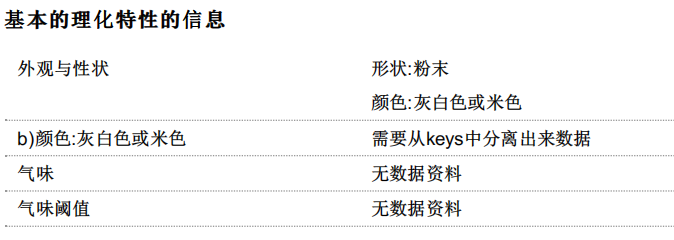 基本的理化特性的信息
外观与性状 形状:粉末
颜色:灰白色或米色
b)颜色:灰白色或米色 需要从keys中分离出来数据
气味 无数据资料
气味阈值 无数据资料